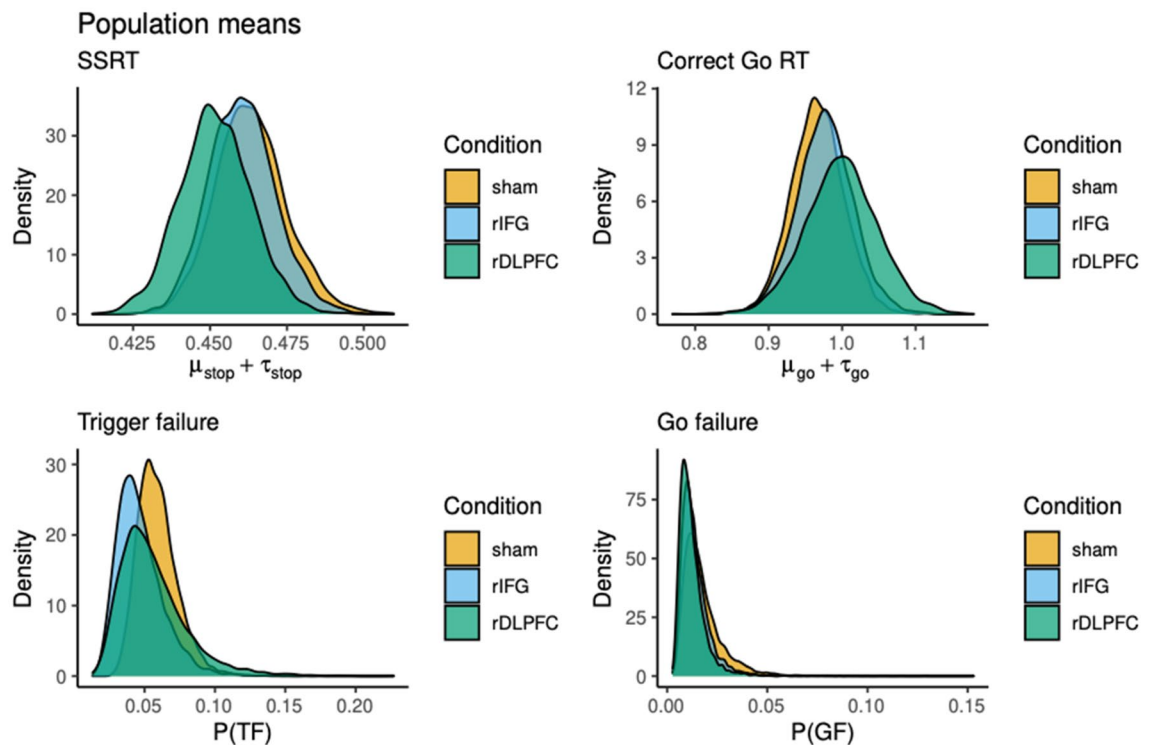 Population means
SSRT
Density
30
20
10
0
0.425 0.450 0.475 0.500
μstop + τstop
Condition
sham
rIFG
rDLPFC
Correct Go RT
Density
12
9
6
3
0
0.8 0.9 1.0 1.1
μgo + τgo
Condition
sham
rIFG
rDLPFC
Trigger failure
Density
30
20
10
0
0.05 0.10 0.15 0.20
P(TF)
Condition
sham
rIFG
rDLPFC
Go failure
Density
75
50
25
0
0.00 0.05 0.10 0.15
P(GF)
Condition
sham
rIFG
rDLPFC